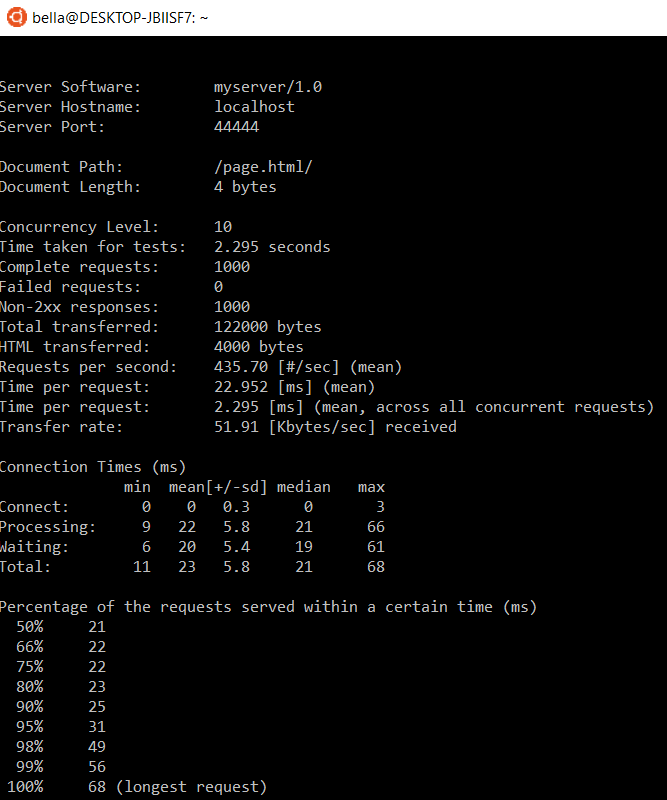 bella@DESKTOP-JBIISF7: ~
Server Software:        myserver/1.0
Server Hostname:        localhost
Server Port:            44444
Document Path:          /page.html/
Document Length:        4 bytes
Concurrency Level:      10
Time taken for tests:   2.295 seconds
Complete requests:      1000
Failed requests:        0
Non-2xx responses:      1000
Total transferred:      122000 bytes
HTML transferred:       4000 bytes
Requests per second:    435.70 [#/sec] (mean)
Time per request:       22.952 [ms] (mean)
Time per request:       2.295 [ms] (mean, across all concurrent requests)
Transfer rate:          51.91 [Kbytes/sec] received
Connection Times (ms)
              min  mean[+/-sd] median   max
Connect:        0    0   0.3      0       3
Processing:     9   22   5.8     21      66
Waiting:        6   20   5.4     19      61
Total:         11   23   5.8     21      68
Percentage of the requests served within a certain time (ms)
  50%     21
  66%     22
  75%     22
  80%     23
  90%     25
  95%     31
  98%     49
  99%     56
 100%     68 (longest request)